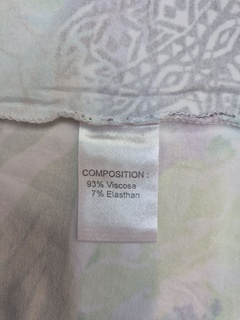 COMPOSITION :
93% Viscose
7% Elasthan